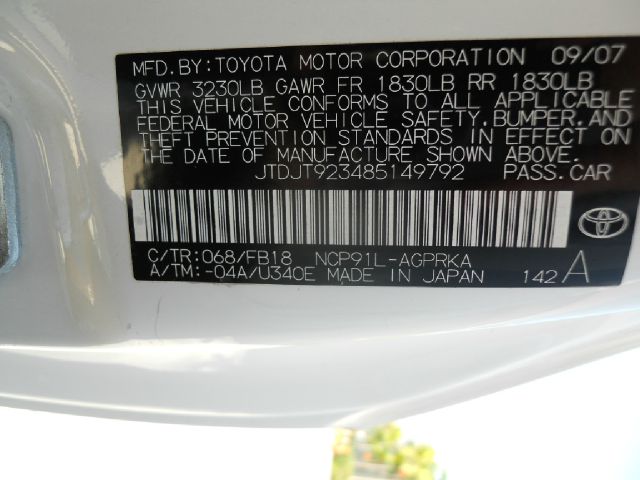 MFD. BY: TOYOTA MOTOR CORPORATION 09/07
GVWR 3230LB GAWR FR 1830LB RR 1830LB
THIS VEHICLE CONFORMS TO ALL APPLICABLE
FEDERAL MOTOR VEHICLE SAFETY, BUMPER, AND
THEFT PREVENTION STANDARDS IN EFFECT ON
THE DATE OF MANUFACTURE SHOWN ABOVE.
JTDJT923485149792 PASS. CAR
C/TR: 068/FB18 NCP91L-AGPRKA
A/TM: -04A/U340E MADE IN JAPAN 142 A